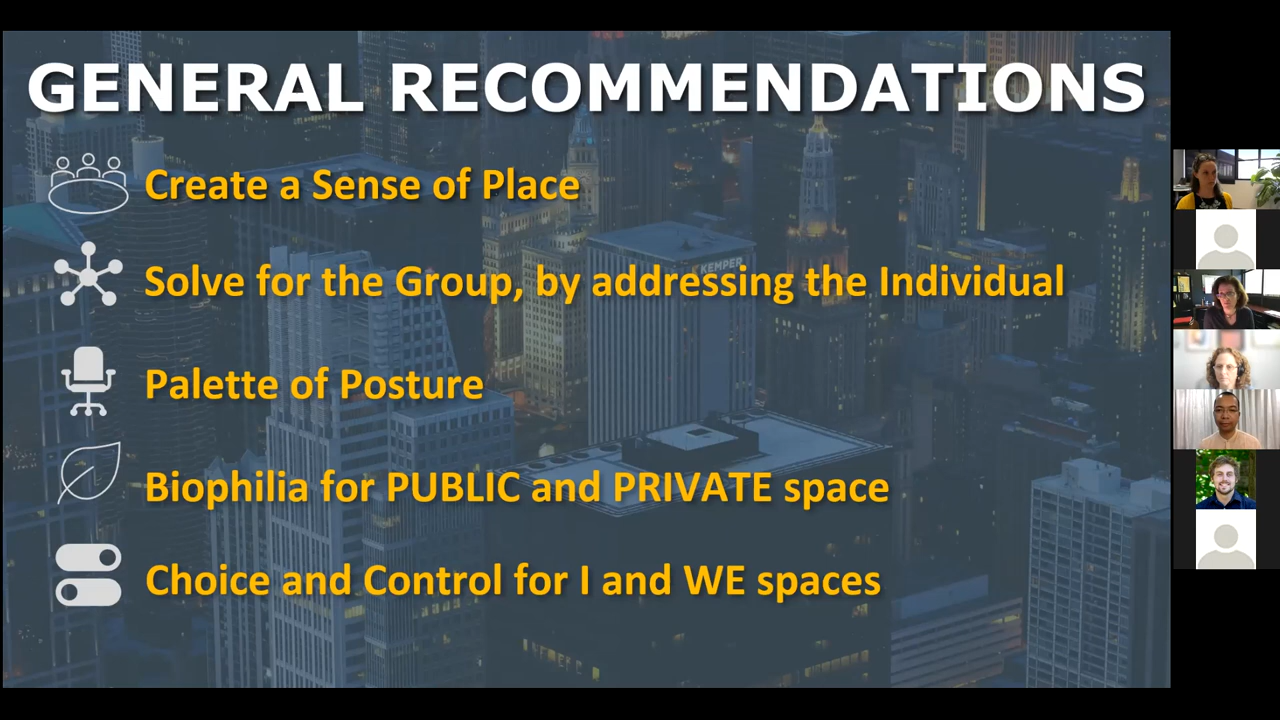 GENERAL RECOMMENDATIONS
Create a Sense of Place
Solve for the Group, by addressing the Individual
KEMPER
Palette of Posture
Biophilia for PUBLIC and PRIVATE space
Choice and Control for I and WE spaces